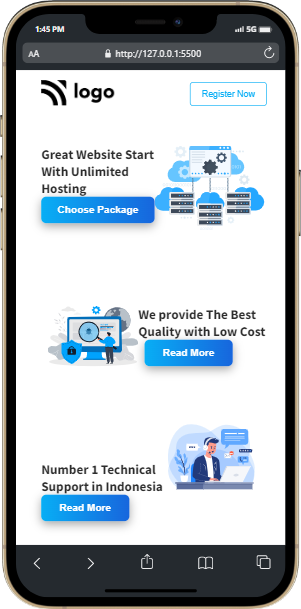 1:45 PM
5G
AA
http://127.0.0.1:5500
logo
Register Now
Great Website Start
With Unlimited
Hosting
Choose Package
We provide The Best
Quality with Low Cost
Read More
Number 1 Technical
Support in Indonesia
Read More